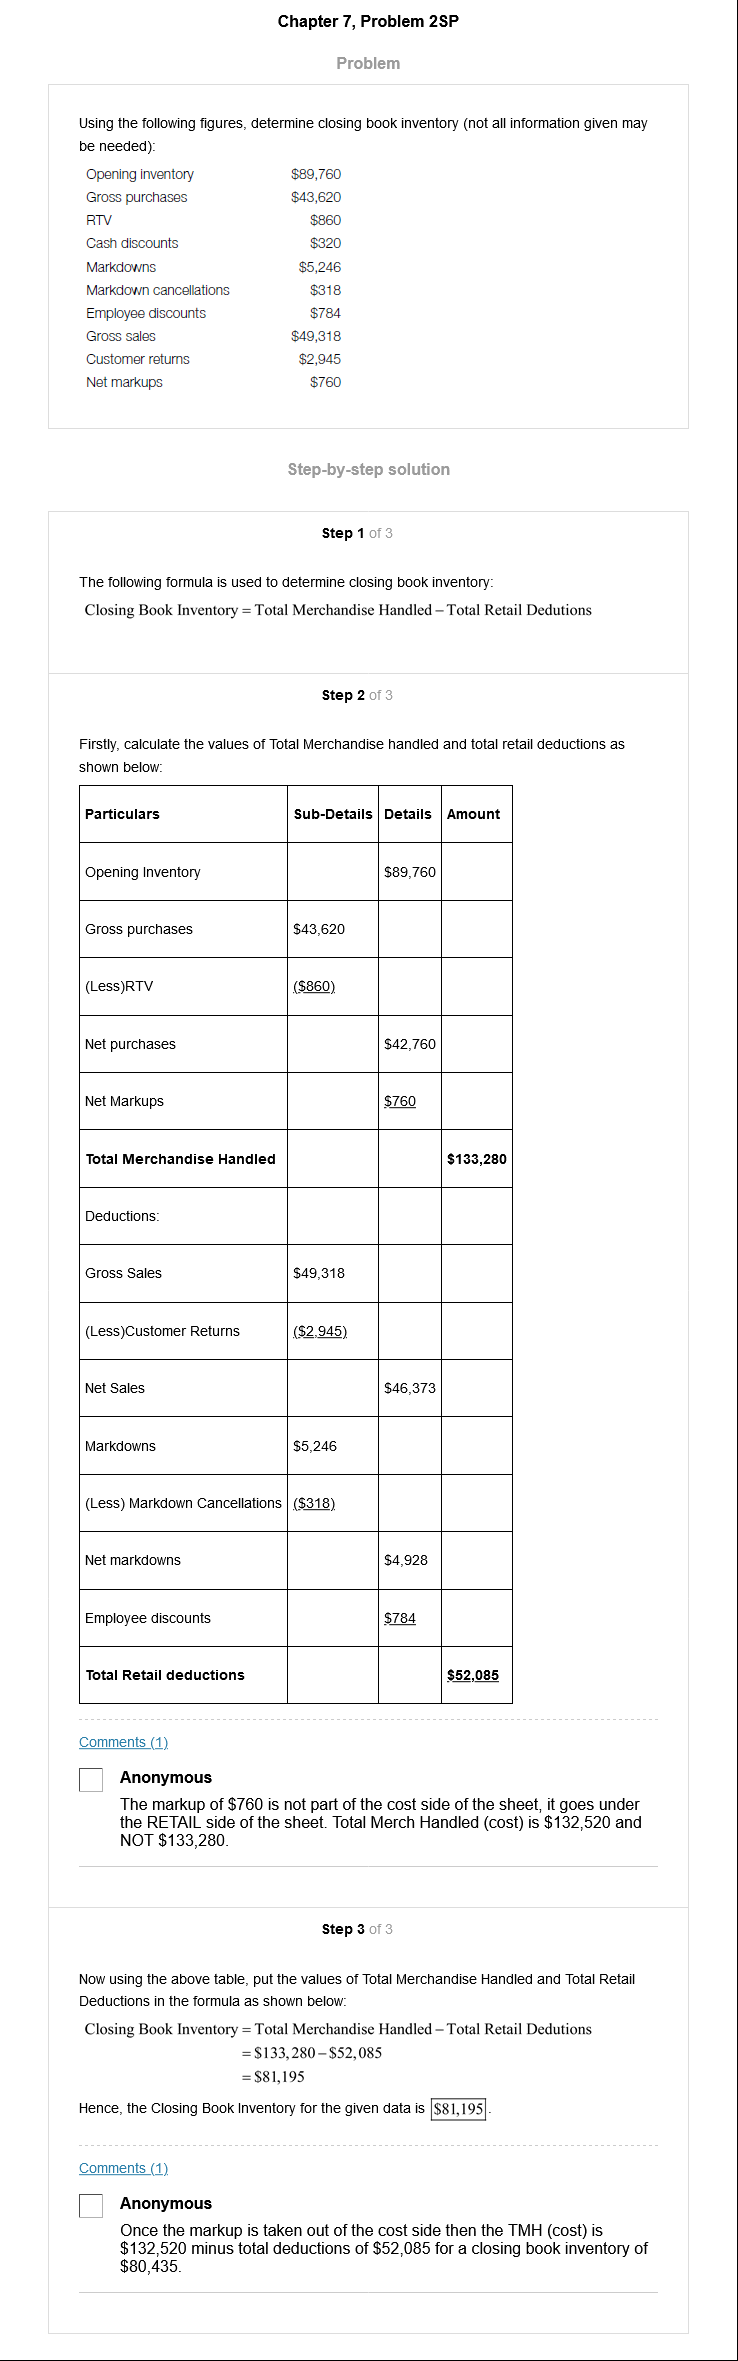 Chapter 7, Problem 2SP
Problem
Using the following figures, determine closing book inventory (not all information given may
be needed):
Opening inventory $89,760
Gross purchases $43,620
RTV $860
Cash discounts $320
Markdowns $5,246
Markdown cancellations $318
Employee discounts $784
Gross sales $49,318
Customer returns $2,945
Net markups $760
Step-by-step solution
Step 1 of 3
The following formula is used to determine closing book inventory:
Closing Book Inventory = Total Merchandise Handled – Total Retail Dedutions
Step 2 of 3
Firstly, calculate the values of Total Merchandise handled and total retail deductions as
shown below:
Particulars Sub-Details Details Amount
Opening Inventory $89,760
Gross purchases $43,620
(Less)RTV ($860)
Net purchases $42,760
Net Markups $760
Total Merchandise Handled $133,280
Deductions:
Gross Sales $49,318
(Less)Customer Returns ($2,945)
Net Sales $46,373
Markdowns $5,246
(Less) Markdown Cancellations ($318)
Net markdowns $4,928
Employee discounts $784
Total Retail deductions $52,085
Comments (1)
Anonymous
The markup of $760 is not part of the cost side of the sheet, it goes under
the RETAIL side of the sheet. Total Merch Handled (cost) is $132,520 and
NOT $133,280.
Step 3 of 3
Now using the above table, put the values of Total Merchandise Handled and Total Retail
Deductions in the formula as shown below:
Closing Book Inventory = Total Merchandise Handled – Total Retail Dedutions
= $133,280 – $52,085
= $81,195
Hence, the Closing Book Inventory for the given data is $81,195.
Comments (1)
Anonymous
Once the markup is taken out of the cost side then the TMH (cost) is
$132,520 minus total deductions of $52,085 for a closing book inventory of
$80,435.